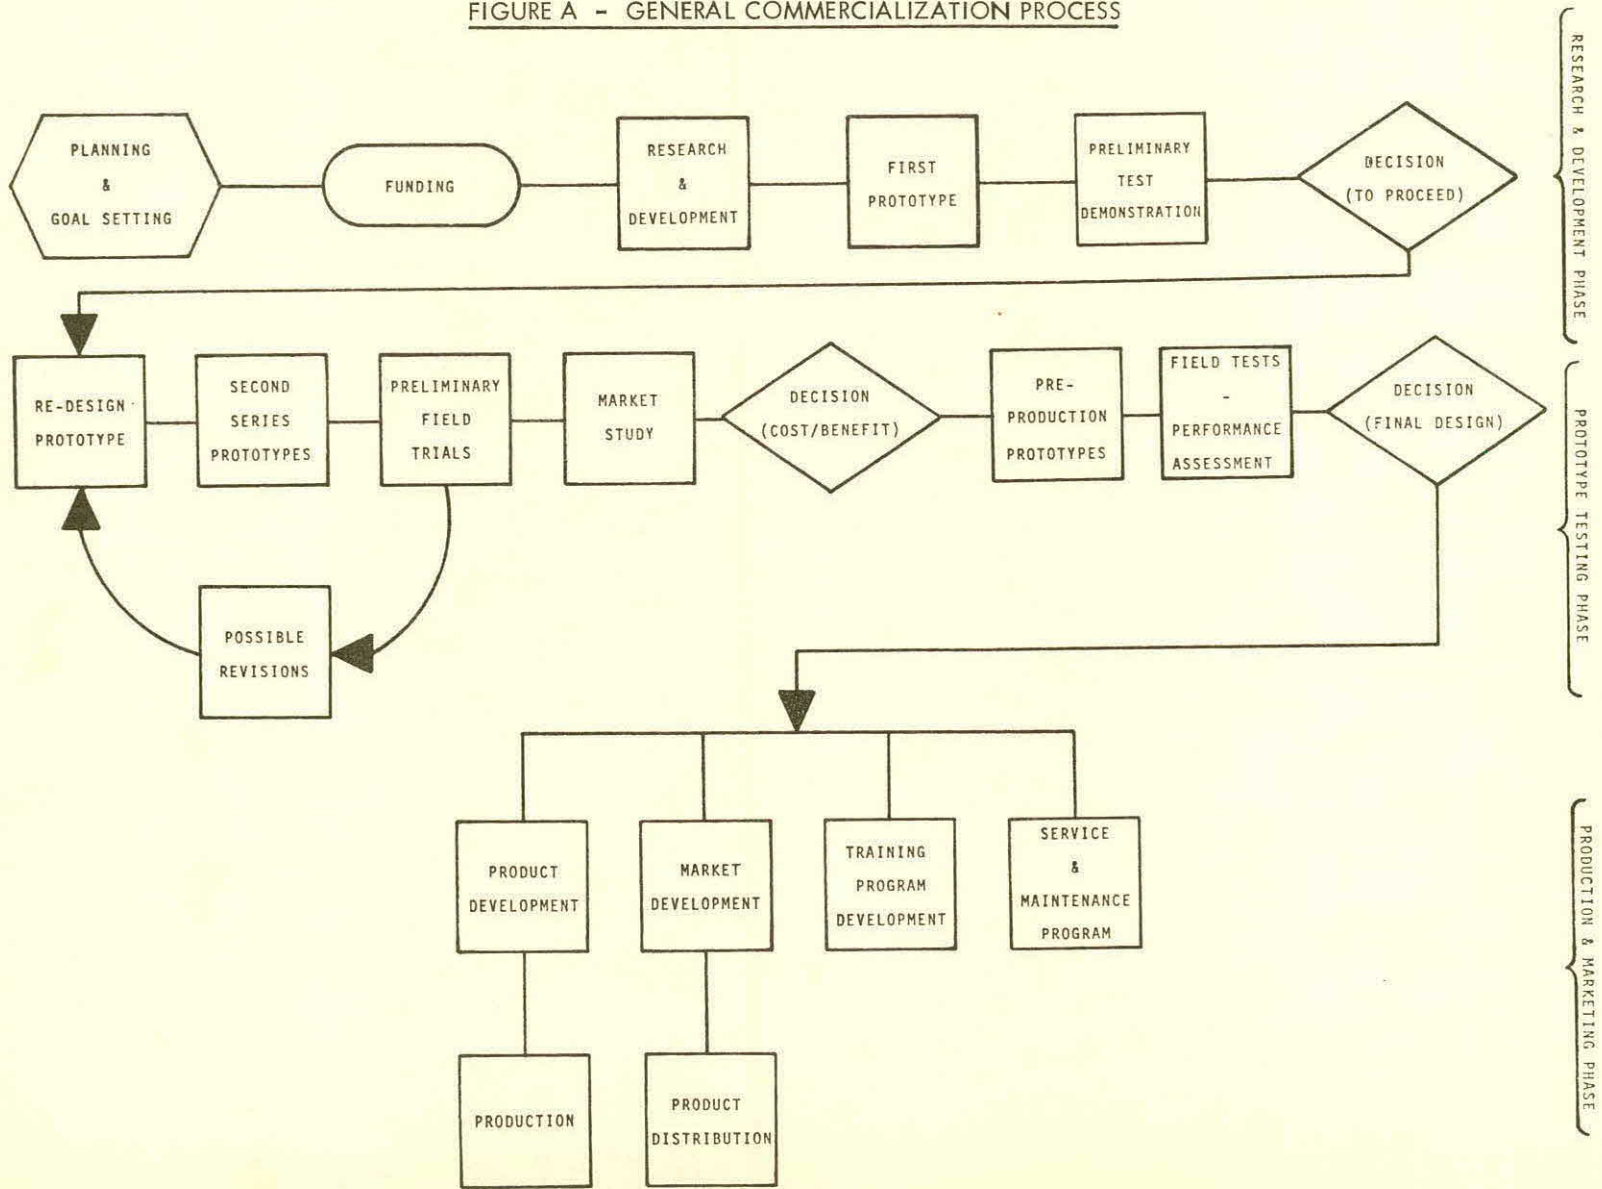 FIGURE A - GENERAL COMMERCIALIZATION PROCESS
PLANNING
&
GOAL SETTING
FUNDING
RESEARCH
&
DEVELOPMENT
FIRST
PROTOTYPE
PRELIMINARY
TEST
DEMONSTRATION
DECISION
(TO PROCEED)
RESEARCH & DEVELOPMENT PHASE
RE-DESIGN
PROTOTYPE
SECOND
SERIES
PROTOTYPES
PRELIMINARY
FIELD
TRIALS
MARKET
STUDY
DECISION
(COST/BENEFIT)
PRE-
PRODUCTION
PROTOTYPES
FIELD TESTS
-
PERFORMANCE
ASSESSMENT
DECISION
(FINAL DESIGN)
PROTOTYPE TESTING PHASE
POSSIBLE
REVISIONS
PRODUCT
DEVELOPMENT
MARKET
DEVELOPMENT
TRAINING
PROGRAM
DEVELOPMENT
SERVICE
&
MAINTENANCE
PROGRAM
PRODUCTION & MARKETING PHASE
PRODUCTION
PRODUCT
DISTRIBUTION